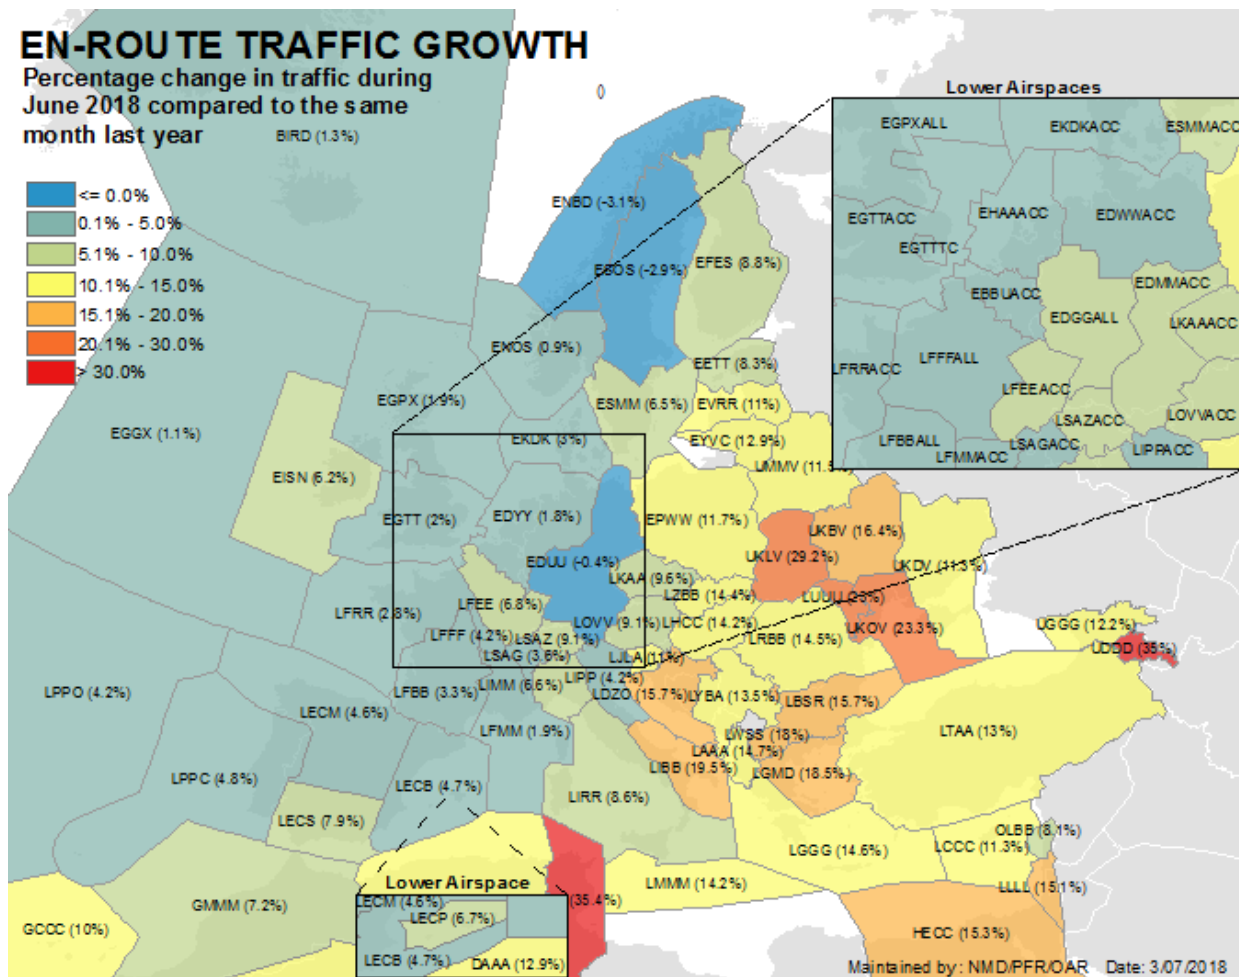 EN-ROUTE TRAFFIC GROWTH
Percentage change in traffic during
June 2018 compared to the same
month last year
<= 0.0%
0.1% - 5.0%
5.1% - 10.0%
10.1% - 15.0%
15.1% - 20.0%
20.1% - 30.0%
> 30.0%
0
Lower Airspaces
EGPXALL
EKDKACC
ESMMACC
EGTTACC
EHAAACC
EDWWACC
EGTTTC
EBBUACC
EDMMACC
EDGGALL
LKAAACC
LFRRACC
LFFFALL
LFEEACC
LSAZACC
LOVVACC
LFBBALL
LSAGACC
LFMMACC
LIPPACC
BIRD (1.3%)
ENBD (-3.1%)
ESOS (-2.9%)
EFES (8.8%)
ENOS (0.9%)
EETT (8.3%)
EGPX (1.9%)
ESMM (6.5%)
EVRR (11%)
EGGX (1.1%)
EKDK (3%)
EYVC (12.9%)
UMMV (11.5
EISN (6.2%)
EGTT (2%)
EDYY (1.8%)
EPWW (11.7%)
UKBV (16.4%)
UKLV (29.2%)
UKDV (11.3%)
EDUU (-0.4%)
LKAA (9.6%)
LZBB (14.4%)
LUUU (23%)
LFRR (2.8%)
LFEE (6.8%)
LOVV (9.1%)
LHCC (14.2%)
UKOV (23.3%)
LFFF (4.2%)
LSAZ (9.1%)
LRBB (14.5%)
UGGG (12.2%)
UDDD (35%)
LSAG (3.6%)
LJLA (11%)
LPPO (4.2%)
LFBB (3.3%)
LIMM (6.6%)
LIPP (4.2%)
LDZO (15.7%)
LYBA (13.5%)
LBSR (15.7%)
LECM (4.6%)
LFMM (1.9%)
LWSS (18%)
LTAA (13%)
LAAA (14.7%)
LIBB (19.5%)
LGMD (18.5%)
LPPC (4.8%)
LECB (4.7%)
LIRR (8.6%)
LECS (7.9%)
OLBB (8.1%)
LGGG (14.6%)
LCCC (11.3%)
LMMM (14.2%)
LLLL (15.1%)
GMMM (7.2%)
GCCC (10%)
(35.4%)
HECC (15.3%)
Lower Airspace
LECM (4.6%)
LECP (6.7%)
LECB (4.7%)
DAAA (12.9%)
Maintained by: NMD/PFR/OAR Date: 3/07/2018